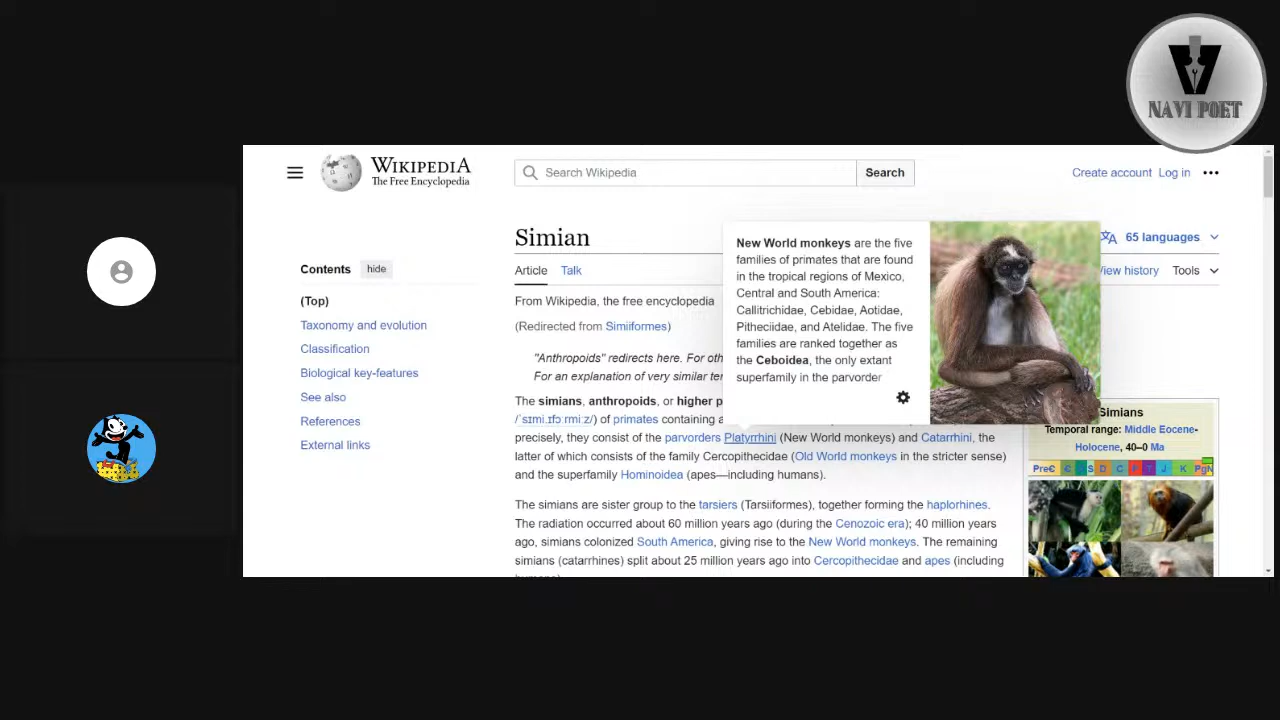 NAVI POET
WIKIPEDIA
The Free Encyclopedia
Search Wikipedia
Search
Create account Log in
Simian
65 languages
Contents hide
Article Talk
View history Tools
(Top)
Taxonomy and evolution
Classification
Biological key-features
See also
References
External links
From Wikipedia, the free encyclopedia
(Redirected from Simiiformes)
"Anthropoids" redirects here. For oth
For an explanation of very similar ter
The simians, anthropoids, or higher p
/ˈsɪmi.ɪfɔːrmiːz/) of primates containing a
precisely, they consist of the parvorders Platyrrhini (New World monkeys) and Catarrhini, the
latter of which consists of the family Cercopithecidae (Old World monkeys in the stricter sense)
and the superfamily Hominoidea (apes—including humans).
The simians are sister group to the tarsiers (Tarsiiformes), together forming the haplorhines.
The radiation occurred about 60 million years ago (during the Cenozoic era); 40 million years
ago, simians colonized South America, giving rise to the New World monkeys. The remaining
simians (catarrhines) split about 25 million years ago into Cercopithecidae and apes (including
New World monkeys are the five
families of primates that are found
in the tropical regions of Mexico,
Central and South America:
Callitrichidae, Cebidae, Aotidae,
Pitheciidae, and Atelidae. The five
families are ranked together as
the Ceboidea, the only extant
superfamily in the parvorder
Simians
Temporal range: Middle Eocene-
Holocene, 40–0 Ma
PreꞒ Ꞓ O S D C P T J K PgN